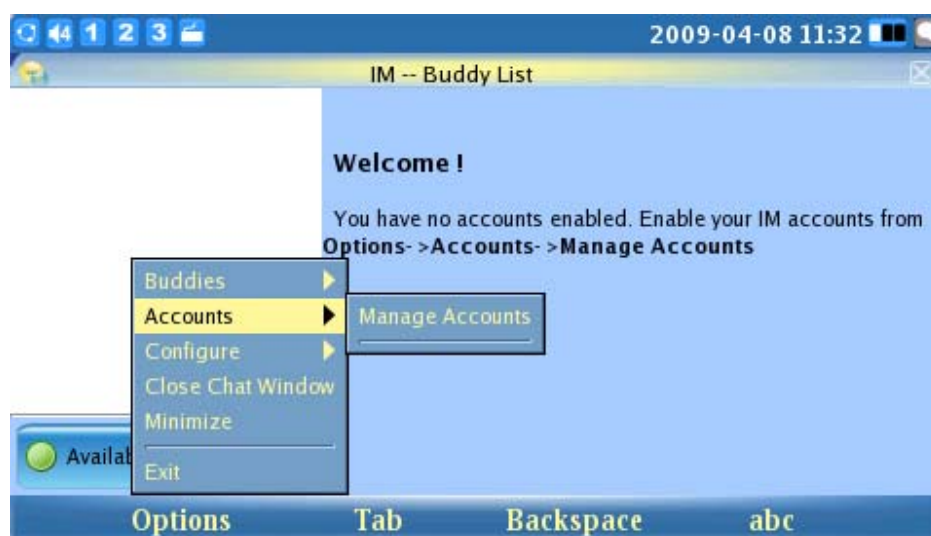 4 1 2 3 2009-04-08 11:32
IM -- Buddy List
Welcome !
You have no accounts enabled. Enable your IM accounts from
Options- >Accounts- >Manage Accounts
Buddies
Accounts
Manage Accounts
Configure
Close Chat Window
Minimize
Availab
Exit
Options Tab Backspace abc